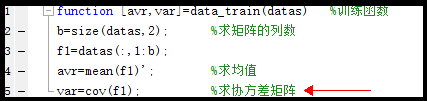 1 function [avr,var]=data_train(datas) %训练函数
2 — b=size(datas,2); %求矩阵的列数
3 — f1=datas(:,1:b);
4 — avr=mean(f1)'; %求均值
5 — var=cov(f1); %求协方差矩阵